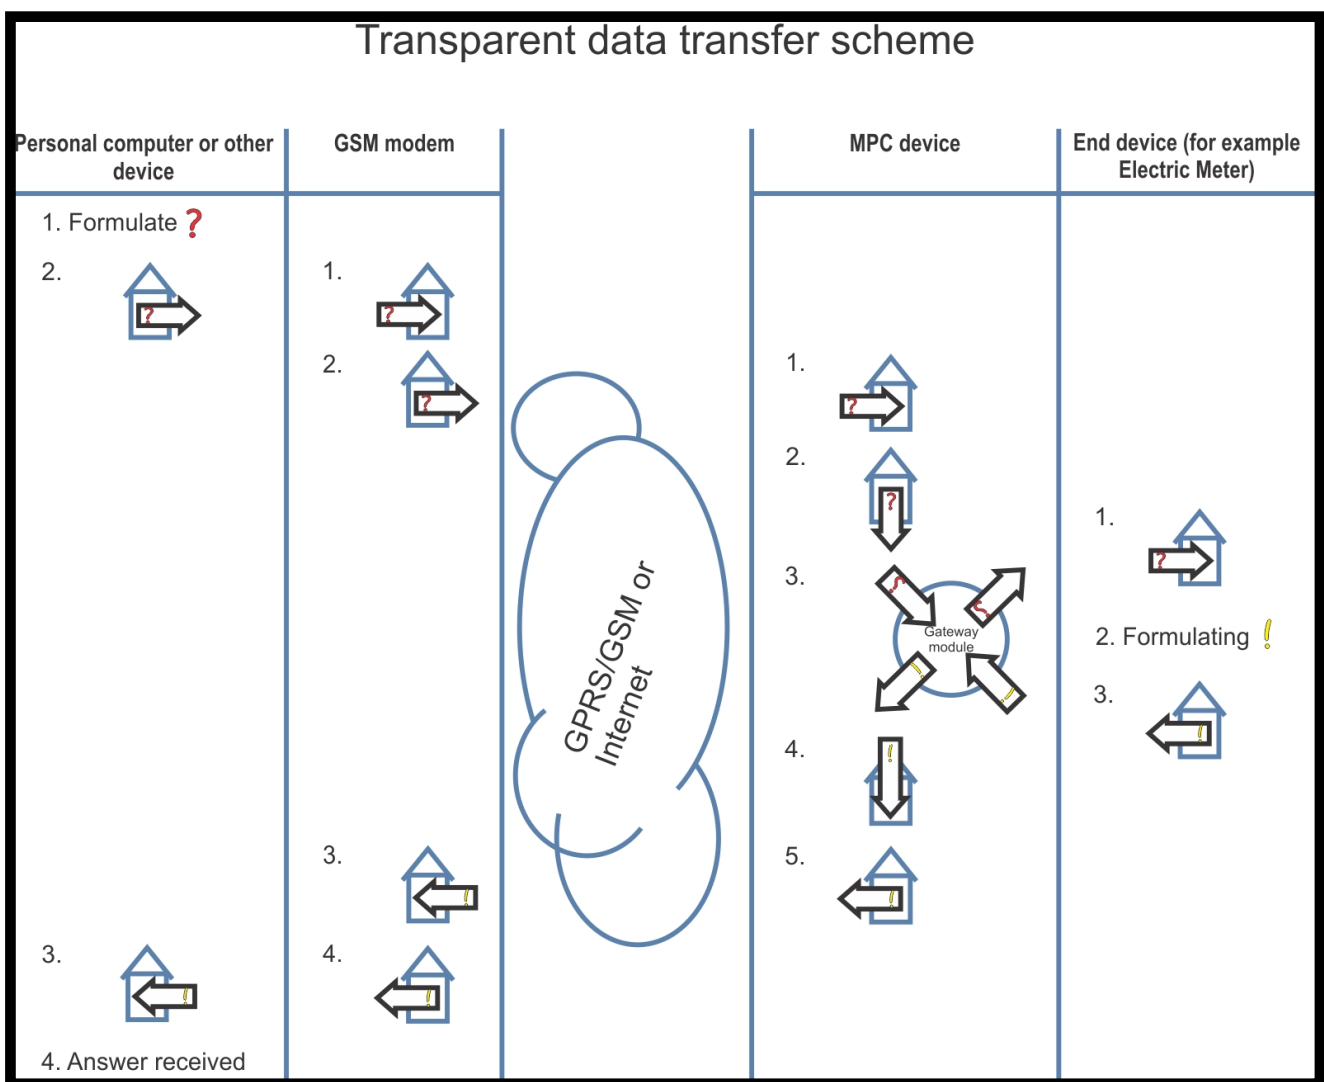 Transparent data transfer scheme
Personal computer or other
device
GSM modem
MPC device
End device (for example
Electric Meter)
1. Formulate ?
2.
?
3.
!
4. Answer received
1.
?
2.
?
3.
!
4.
!
GPRS/GSM or
Internet
1.
?
2.
?
3.
?
?
Gateway
module
!
!
4.
!
5.
!
1.
?
2. Formulating !
3.
!